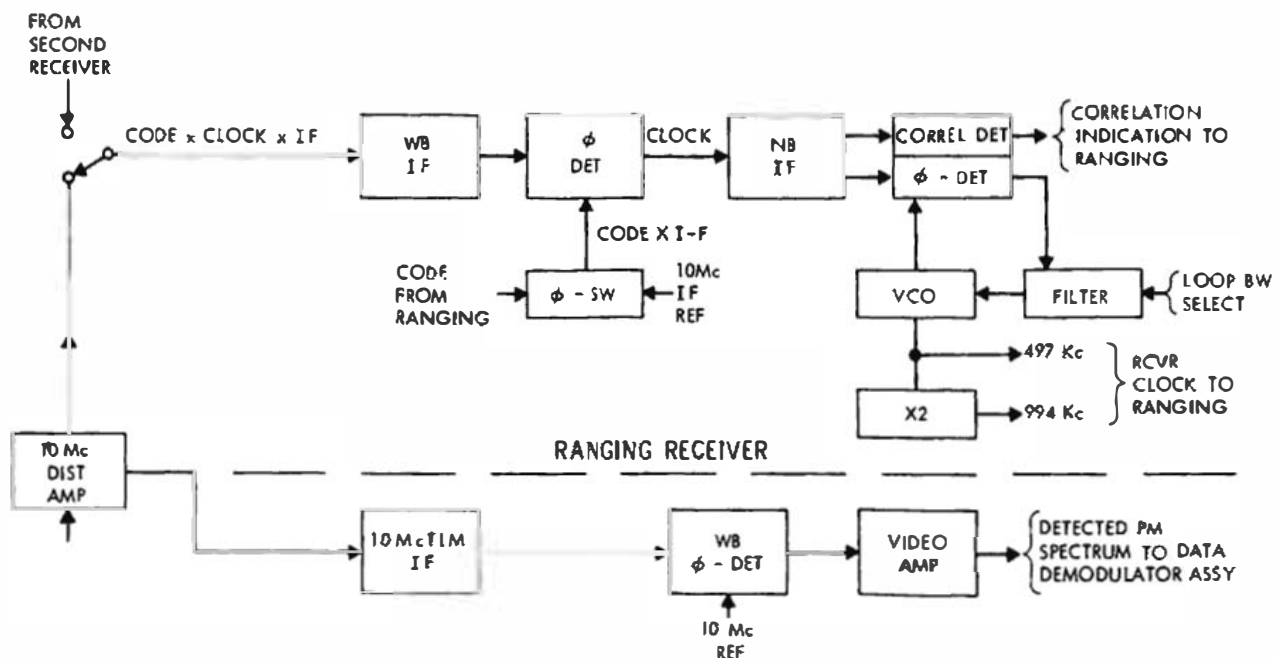 FROM
SECOND
RECEIVER
CODE x CLOCK x IF
WB
IF
ϕ
DET
CLOCK
NB
IF
CORREL DET
ϕ - DET
CORRELATION
INDICATION TO
RANGING
CODE X I-F
CODE
FROM
RANGING
ϕ - SW
10Mc
IF
REF
VCO
FILTER
LOOP BW
SELECT
497 Kc
X2
994 Kc
RCVR
CLOCK TO
RANGING
RANGING RECEIVER
10 Mc
DIST
AMP
10 Mc TLM
IF
WB
ϕ - DET
10 Mc
REF
VIDEO
AMP
DETECTED PM
SPECTRUM TO DATA
DEMODULATOR ASSY